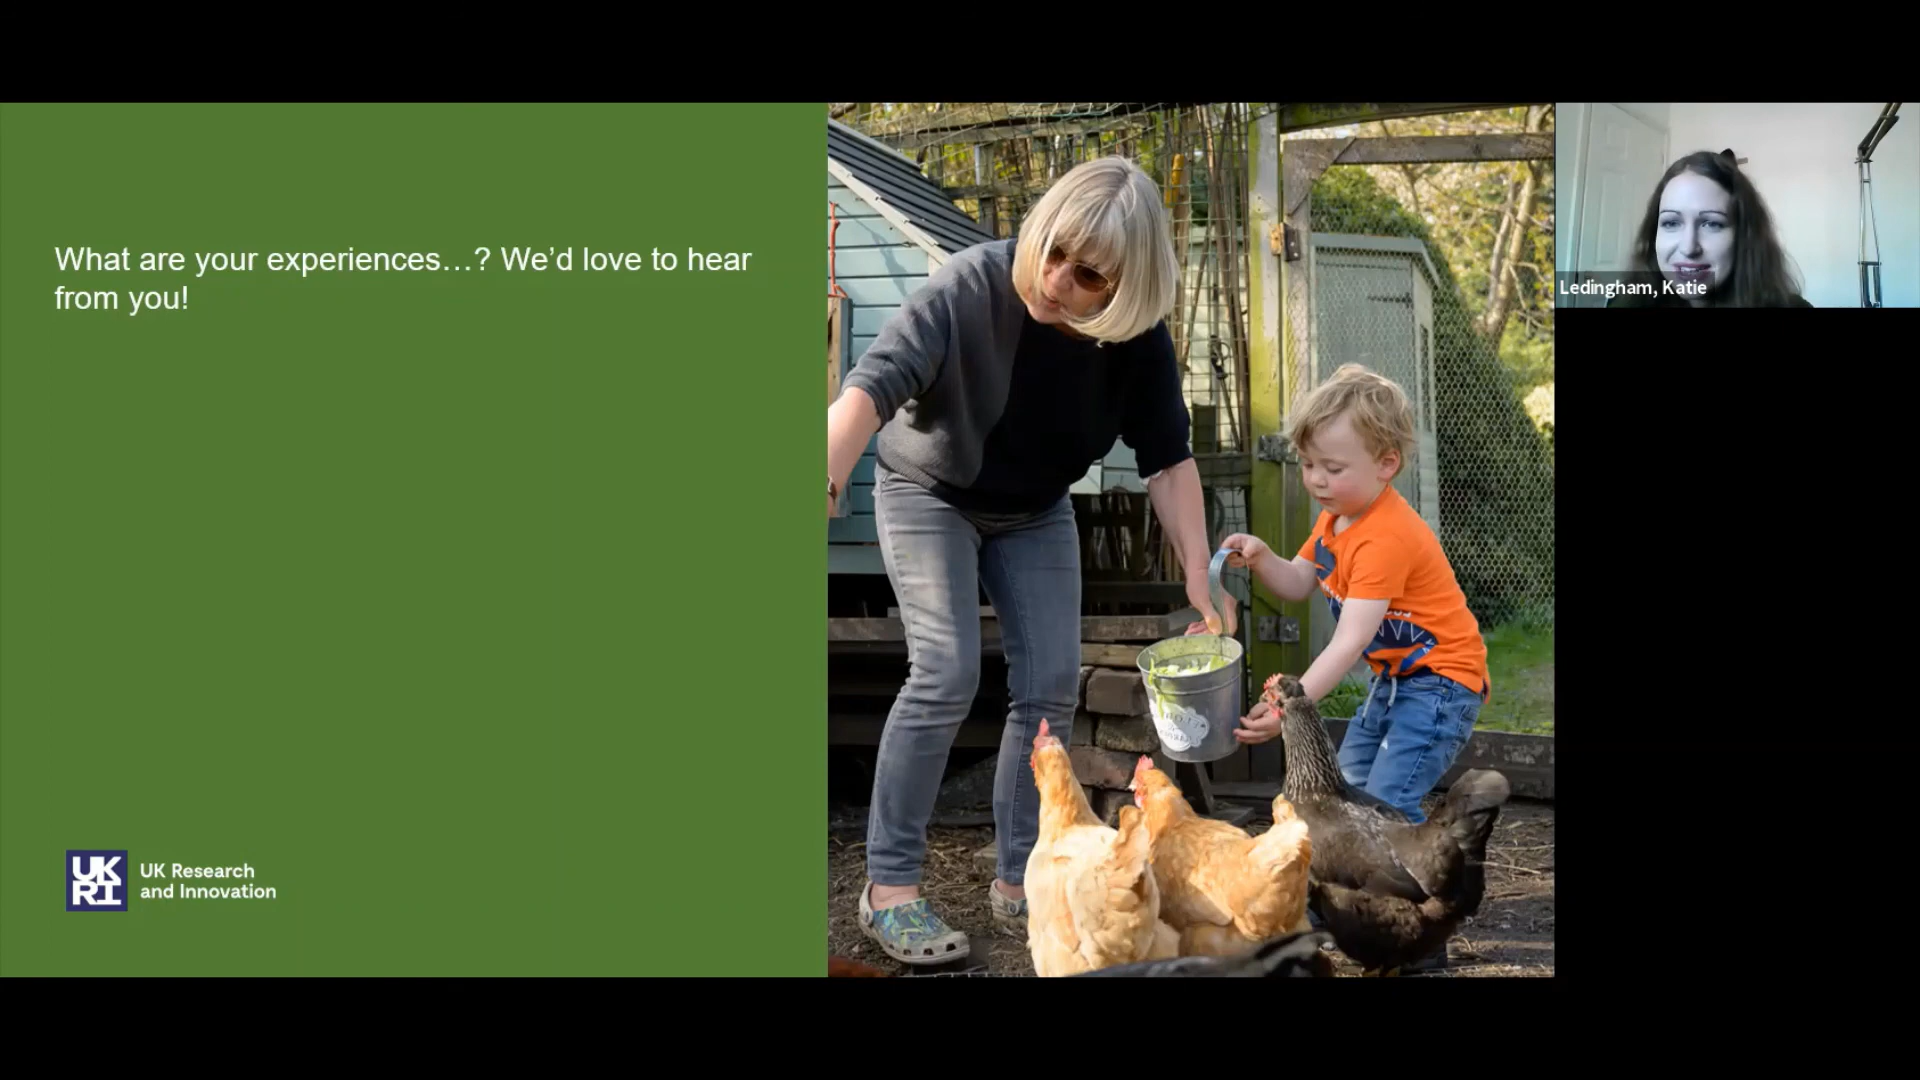 What are your experiences…? We’d love to hear
from you!
Ledingham, Katie
UK
RI
UK Research
and Innovation